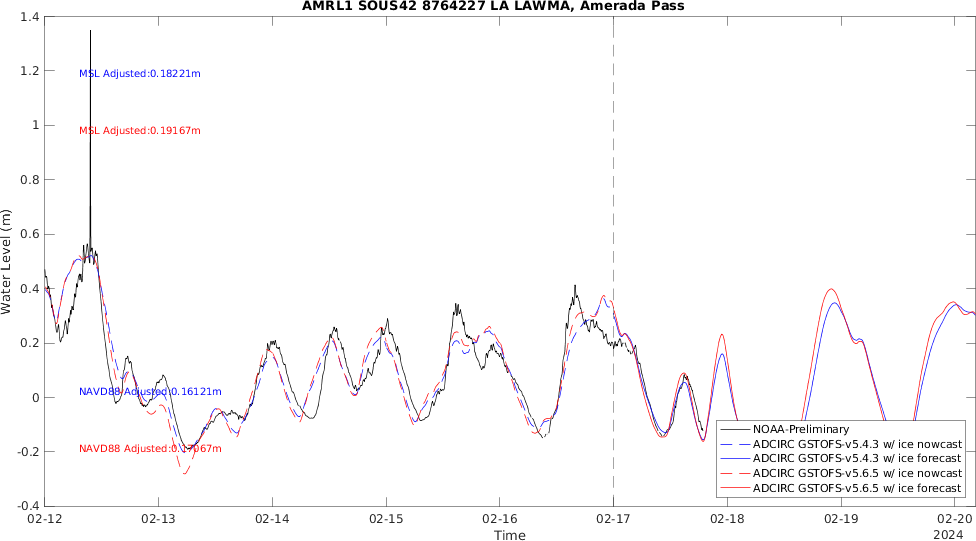 AMRL1 SOUS42 8764227 LA LAWMA, Amerada Pass
Water Level (m)
1.4
1.2
1
0.8
0.6
0.4
0.2
0
-0.2
-0.4
MSL Adjusted:0.18221m
MSL Adjusted:0.19167m
NAVD88 Adjusted:0.16121m
NAVD88 Adjusted:0.17067m
NOAA-Preliminary
ADCIRC GSTOFS-v5.4.3 w/ ice nowcast
ADCIRC GSTOFS-v5.4.3 w/ ice forecast
ADCIRC GSTOFS-v5.6.5 w/ ice nowcast
ADCIRC GSTOFS-v5.6.5 w/ ice forecast
02-12 02-13 02-14 02-15 02-16 02-17 02-18 02-19 02-20
Time
2024